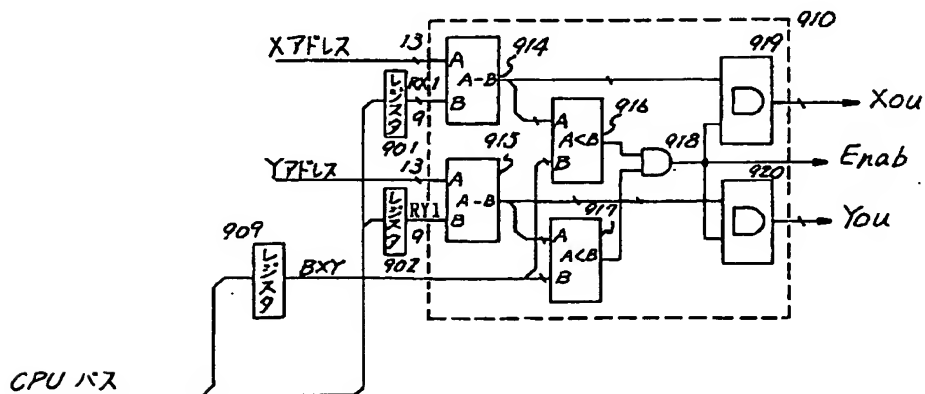 910
Xアドレス
13
914
919
A
A-B
B
RX1
9
レジスタ
901
916
A
A<B
B
Xou
918
Yアドレス
13
915
Enab
920
A
A-B
B
RY1
9
レジスタ
902
917
A
A<B
B
You
909
レジスタ
BXY
CPU バス